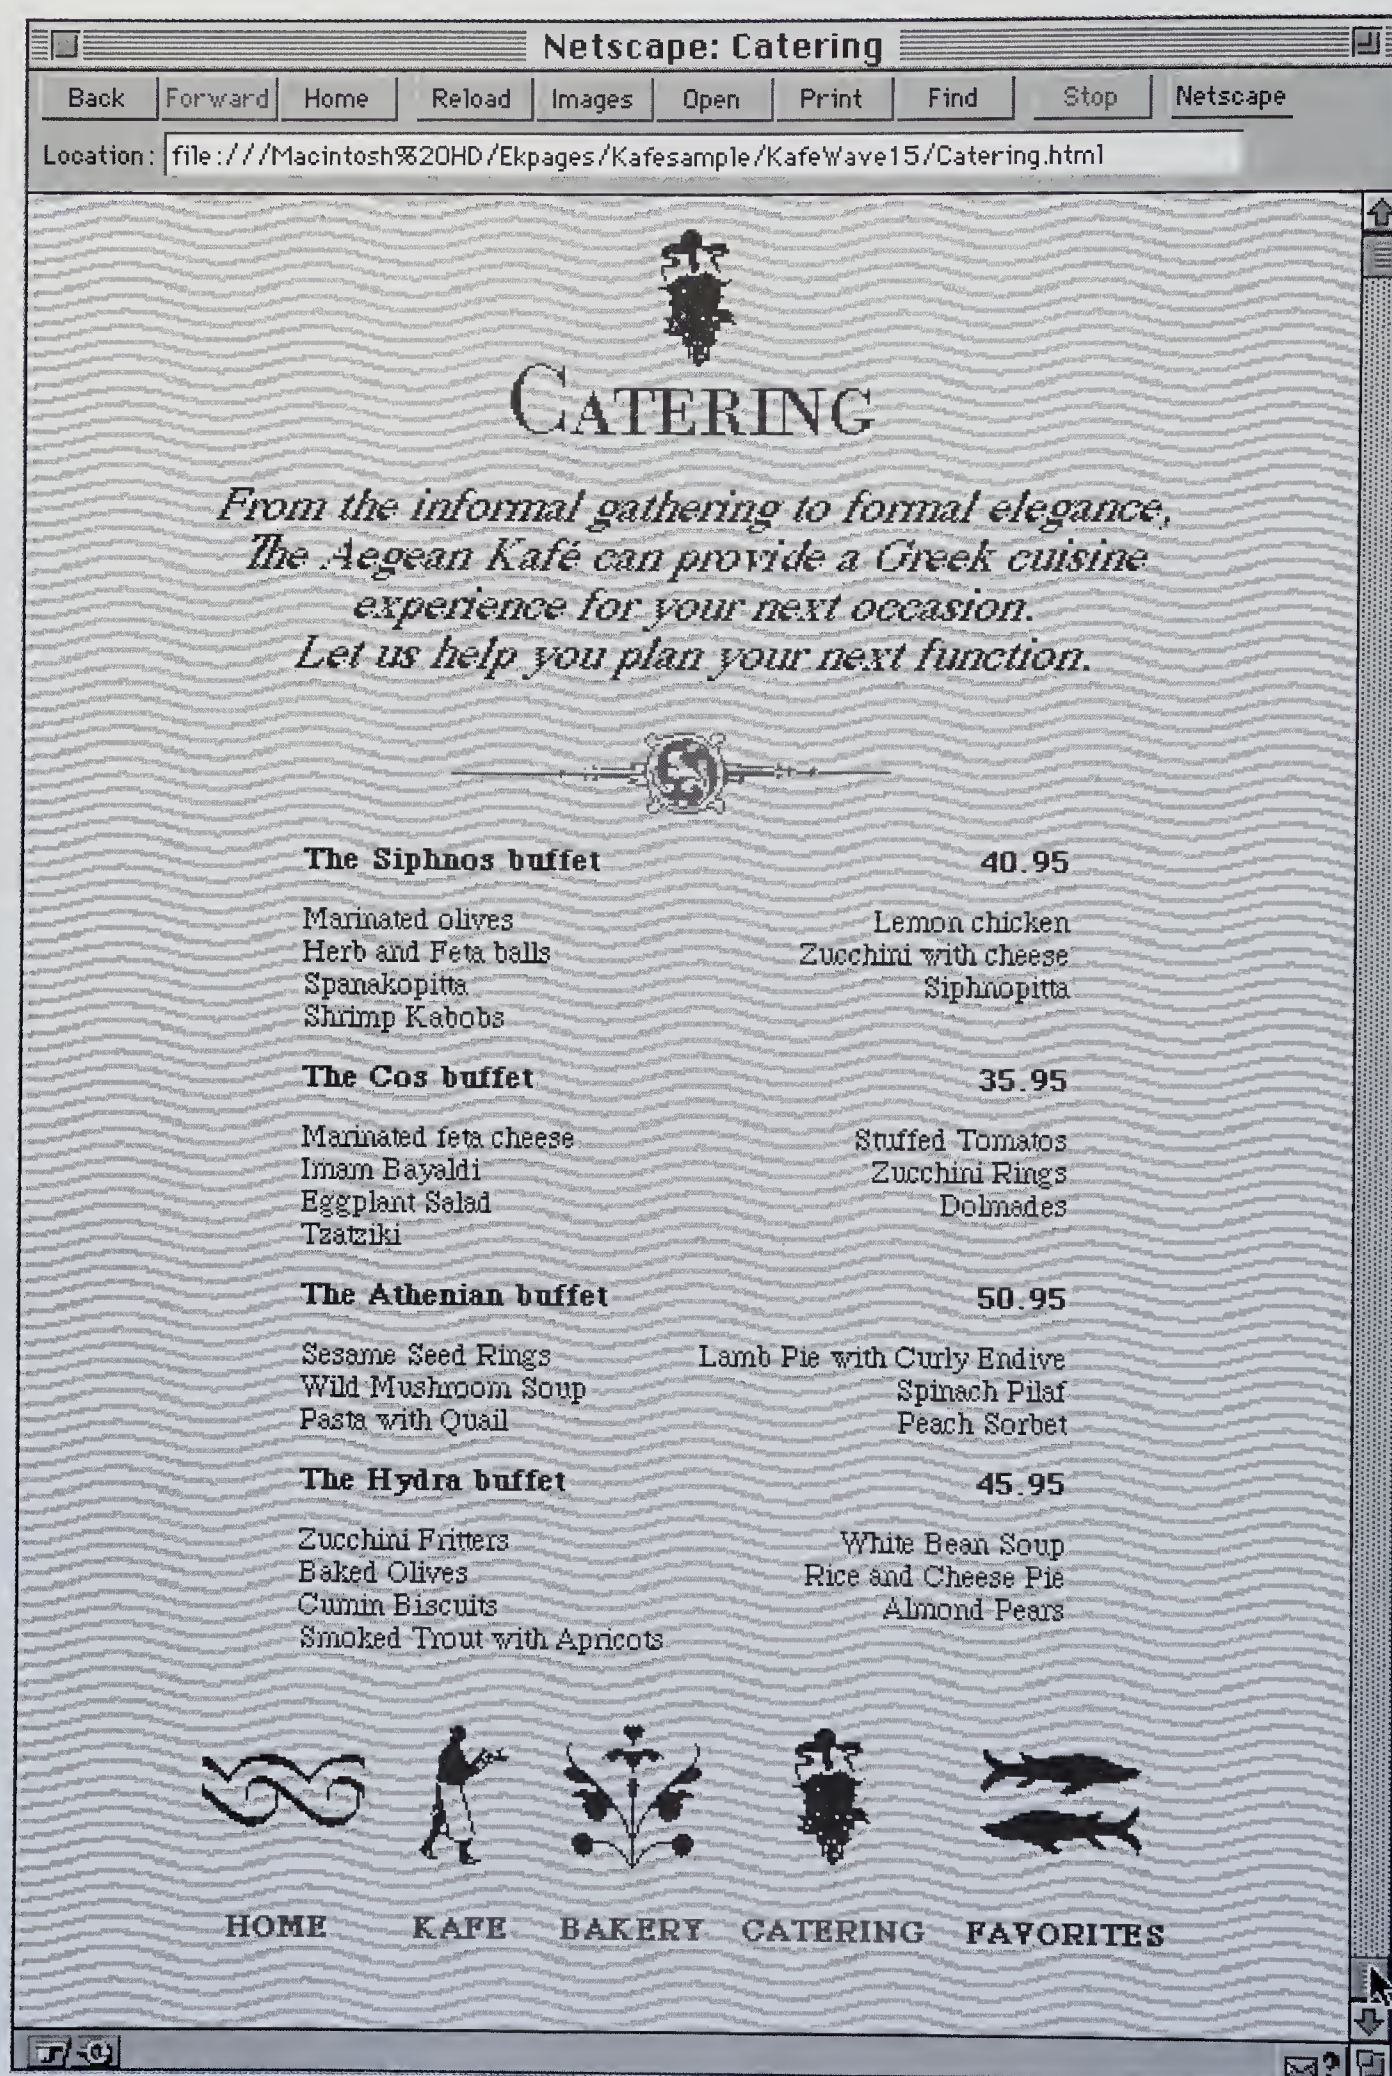 Netscape: Catering
Back Forward Home Reload Images Open Print Find Stop Netscape
Location: file:///Macintosh%20HD/Ekpages/Kafesample/KafeWave15/Catering.html
CATERING
From the informal gathering to formal elegance,
The Aegean Kafé can provide a Greek cuisine
experience for your next occasion.
Let us help you plan your next function.
The Siphnos buffet 40.95
Marinated olives Lemon chicken
Herb and Feta balls Zucchini with cheese
Spanakopitta Siphnopitta
Shrimp Kabobs
The Cos buffet 35.95
Marinated feta cheese Stuffed Tomatos
Imam Bayaldi Zucchini Rings
Eggplant Salad Dolmades
Tzatziki
The Athenian buffet 50.95
Sesame Seed Rings Lamb Pie with Curly Endive
Wild Mushroom Soup Spinach Pilaf
Pasta with Quail Peach Sorbet
The Hydra buffet 45.95
Zucchini Fritters White Bean Soup
Baked Olives Rice and Cheese Pie
Cumin Biscuits Almond Pears
Smoked Trout with Apricots
HOME KAFE BAKERY CATERING FAVORITES